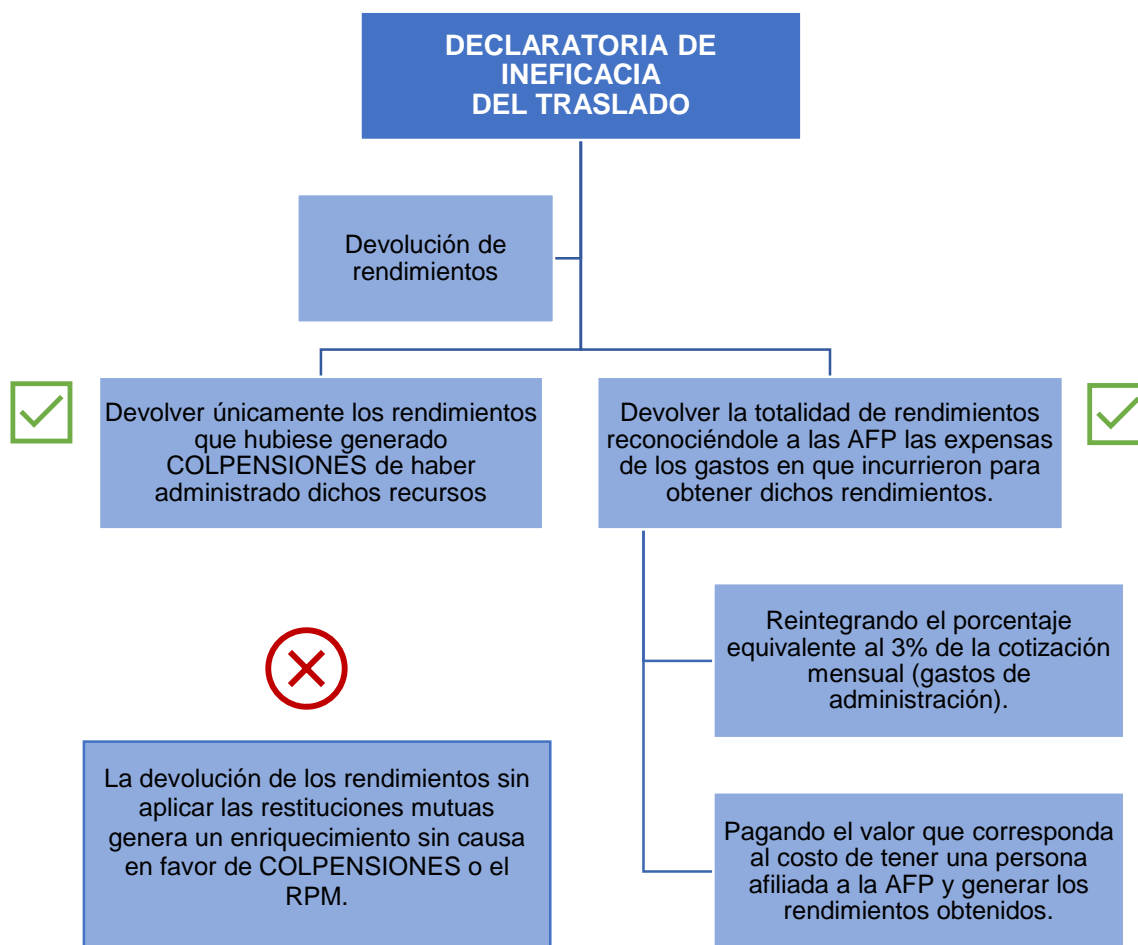 DECLARATORIA DE
INEFICACIA
DEL TRASLADO
Devolución de
rendimientos
Devolver únicamente los rendimientos
que hubiese generado
COLPENSIONES de haber
administrado dichos recursos
Devolver la totalidad de rendimientos
reconociéndole a las AFP las expensas
de los gastos en que incurrieron para
obtener dichos rendimientos.
Reintegrando el porcentaje
equivalente al 3% de la cotización
mensual (gastos de
administración).
La devolución de los rendimientos sin
aplicar las restituciones mutuas
genera un enriquecimiento sin causa
en favor de COLPENSIONES o el
RPM.
Pagando el valor que corresponda
al costo de tener una persona
afiliada a la AFP y generar los
rendimientos obtenidos.